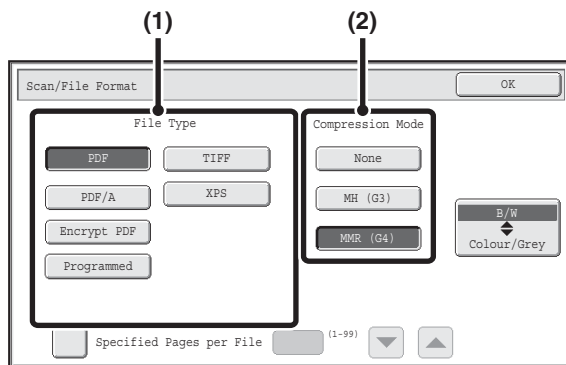 (1) (2)
Scan/File Format OK
File Type Compression Mode
PDF TIFF None
PDF/A XPS MH (G3)
Encrypt PDF MMR (G4) B/W
Colour/Grey
Programmed
Specified Pages per File (1-99)